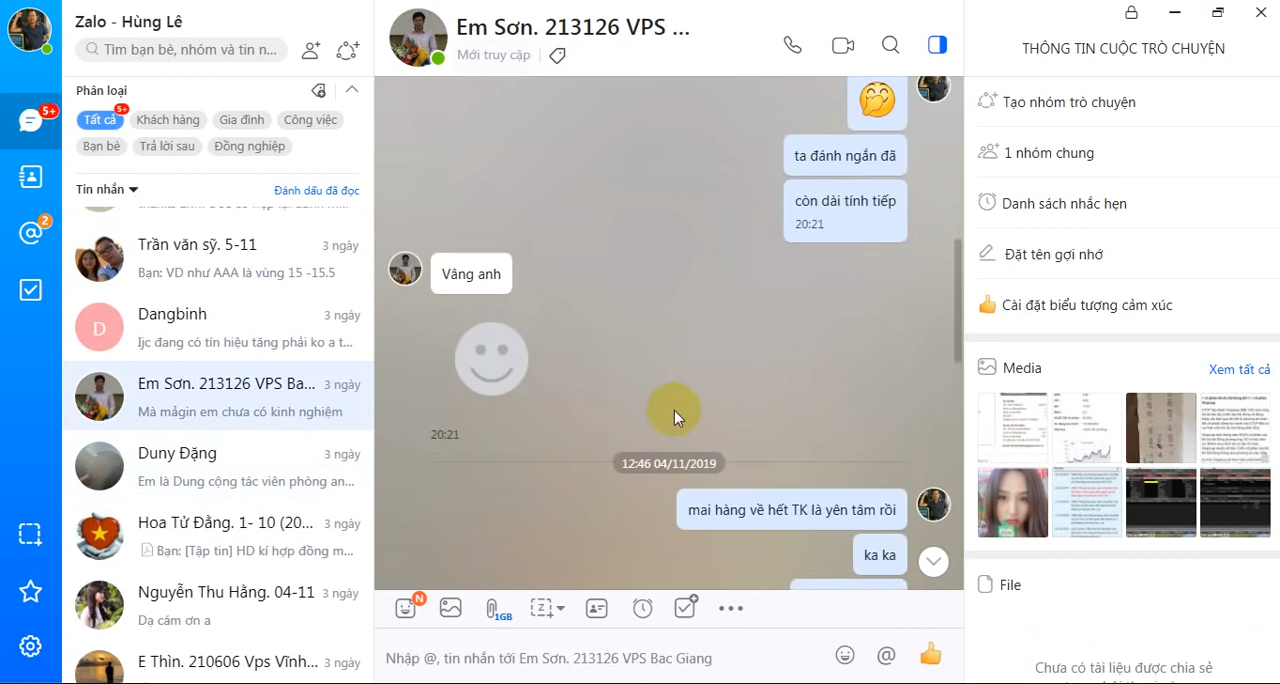 Zalo - Hùng Lê
Tìm bạn bè, nhóm và tin n...
Phân loại
Tất cả
5+
Khách hàng
Gia đình
Công việc
Bạn bè
Trả lời sau
Đồng nghiệp
5+
2
Tin nhắn
Đánh dấu đã đọc
Trần văn sỹ. 5-11
3 ngày
Bạn: VD như AAA là vùng 15 -15.5
D
Dangbinh
3 ngày
Ijc đang có tín hiệu tăng phải ko a t...
Em Sơn. 213126 VPS Ba...
3 ngày
Mà mảgin em chưa có kinh nghiệm
Duny Đặng
3 ngày
Em là Dung cộng tác viên phòng an...
Hoa Tử Đằng. 1- 10 (20...
3 ngày
Bạn: [Tập tin] HD kí hợp đồng m...
Nguyễn Thu Hằng. 04-11
3 ngày
Dạ cám ơn a
E Thìn. 210606 Vps Vĩnh...
3 ngày
Em Sơn. 213126 VPS ...
Mới truy cập
ta đánh ngắn đã
còn dài tính tiếp
20:21
Vâng anh
20:21
12:46 04/11/2019
mai hàng về hết TK là yên tâm rồi
ka ka
N
1GB
Nhập @, tin nhắn tới Em Sơn. 213126 VPS Bac Giang
THÔNG TIN CUỘC TRÒ CHUYỆN
Tạo nhóm trò chuyện
1 nhóm chung
Danh sách nhắc hẹn
Đặt tên gợi nhớ
Cài đặt biểu tượng cảm xúc
Media
Xem tất cả
File
Chưa có tài liệu được chia sẻ